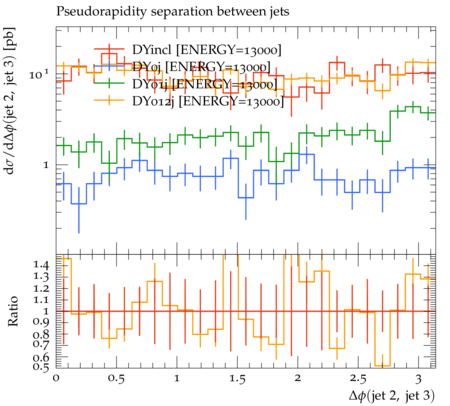 Pseudorapidity separation between jets
dσ/dΔϕ(jet 2, jet 3) [pb]
DYincl [ENERGY=13000]
DY0j [ENERGY=13000]
DY01j [ENERGY=13000]
DY012j [ENERGY=13000]
10¹
1
Ratio
1.4
1.3
1.2
1.1
1
0.9
0.8
0.7
0.6
0.5
0 0.5 1 1.5 2 2.5 3
Δϕ(jet 2, jet 3)